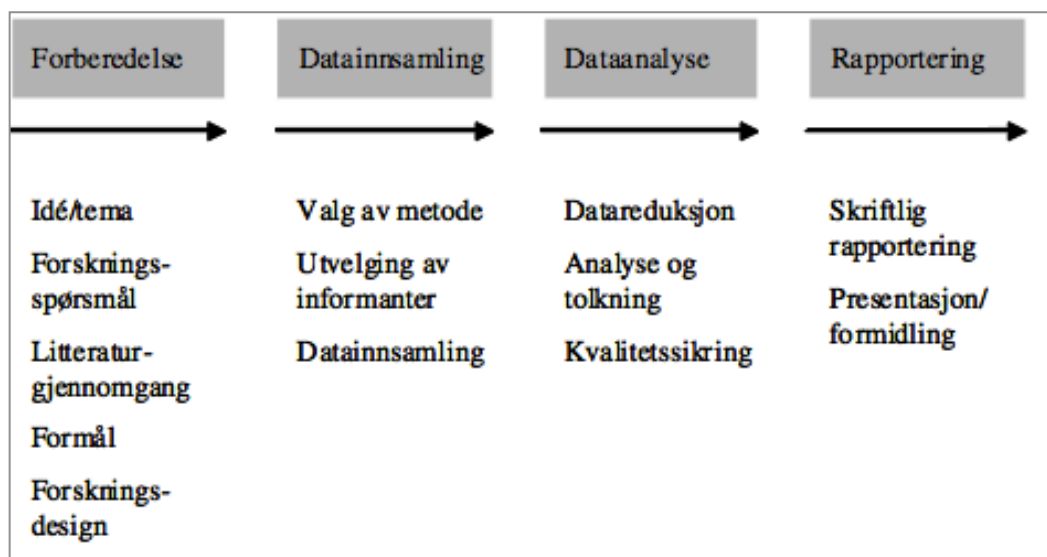 Forberedelse
Datainnsamling
Dataanalyse
Rapportering
Idé/tema
Forsknings-
spørsmål
Litteratur-
gjennomgang
Formål
Forsknings-
design
Valg av metode
Utvelging av
informanter
Datainnsamling
Datareduksjon
Analyse og
tolkning
Kvalitetssikring
Skriftlig
rapportering
Presentasjon/
formidling